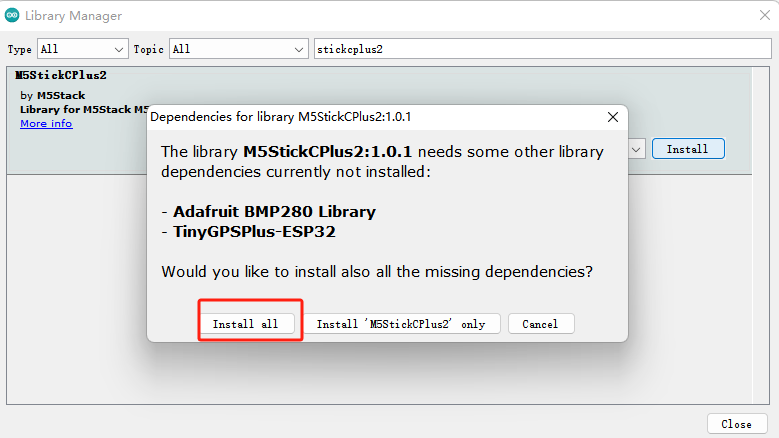 Library Manager
Type All Topic All stickcplus2
M5StickCPlus2
by M5Stack
Library for M5Stack M5
More info
Install
Dependencies for library M5StickCPlus2:1.0.1
The library M5StickCPlus2:1.0.1 needs some other library
dependencies currently not installed:
- Adafruit BMP280 Library
- TinyGPSPlus-ESP32
Would you like to install also all the missing dependencies?
Install all Install 'M5StickCPlus2' only Cancel
Close